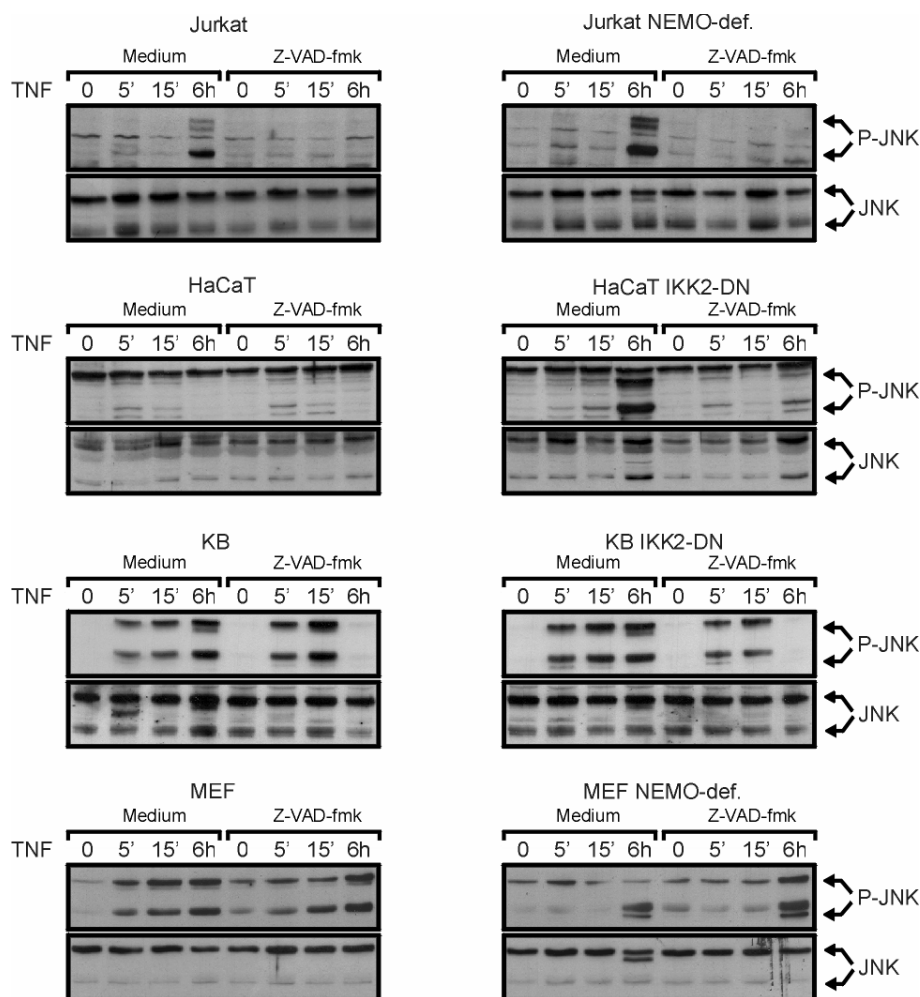 Jurkat
Jurkat NEMO-def.
Medium Z-VAD-fmk
Medium Z-VAD-fmk
TNF 0 5' 15' 6h 0 5' 15' 6h
0 5' 15' 6h 0 5' 15' 6h
P-JNK
JNK
HaCaT
HaCaT IKK2-DN
Medium Z-VAD-fmk
Medium Z-VAD-fmk
TNF 0 5' 15' 6h 0 5' 15' 6h
0 5' 15' 6h 0 5' 15' 6h
P-JNK
JNK
KB
KB IKK2-DN
Medium Z-VAD-fmk
Medium Z-VAD-fmk
TNF 0 5' 15' 6h 0 5' 15' 6h
0 5' 15' 6h 0 5' 15' 6h
P-JNK
JNK
MEF
MEF NEMO-def.
Medium Z-VAD-fmk
Medium Z-VAD-fmk
TNF 0 5' 15' 6h 0 5' 15' 6h
0 5' 15' 6h 0 5' 15' 6h
P-JNK
JNK